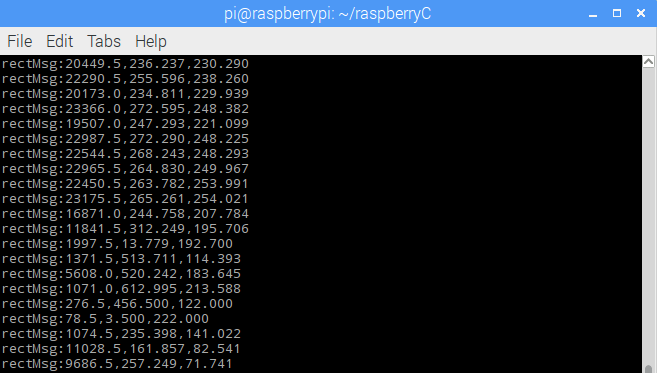 pi@raspberrypi: ~/raspberryC
File Edit Tabs Help
rectMsg:20449.5,236.237,230.290
rectMsg:22290.5,255.596,238.260
rectMsg:20173.0,234.811,229.939
rectMsg:23366.0,272.595,248.382
rectMsg:19507.0,247.293,221.099
rectMsg:22987.5,272.290,248.225
rectMsg:22544.5,268.243,248.293
rectMsg:22965.5,264.830,249.967
rectMsg:22450.5,263.782,253.991
rectMsg:23175.5,265.261,254.021
rectMsg:16871.0,244.758,207.784
rectMsg:11841.5,312.249,195.706
rectMsg:1997.5,13.779,192.700
rectMsg:1371.5,513.711,114.393
rectMsg:5608.0,520.242,183.645
rectMsg:1071.0,612.995,213.588
rectMsg:276.5,456.500,122.000
rectMsg:78.5,3.500,222.000
rectMsg:1074.5,235.398,141.022
rectMsg:11028.5,161.857,82.541
rectMsg:9686.5,257.249,71.741